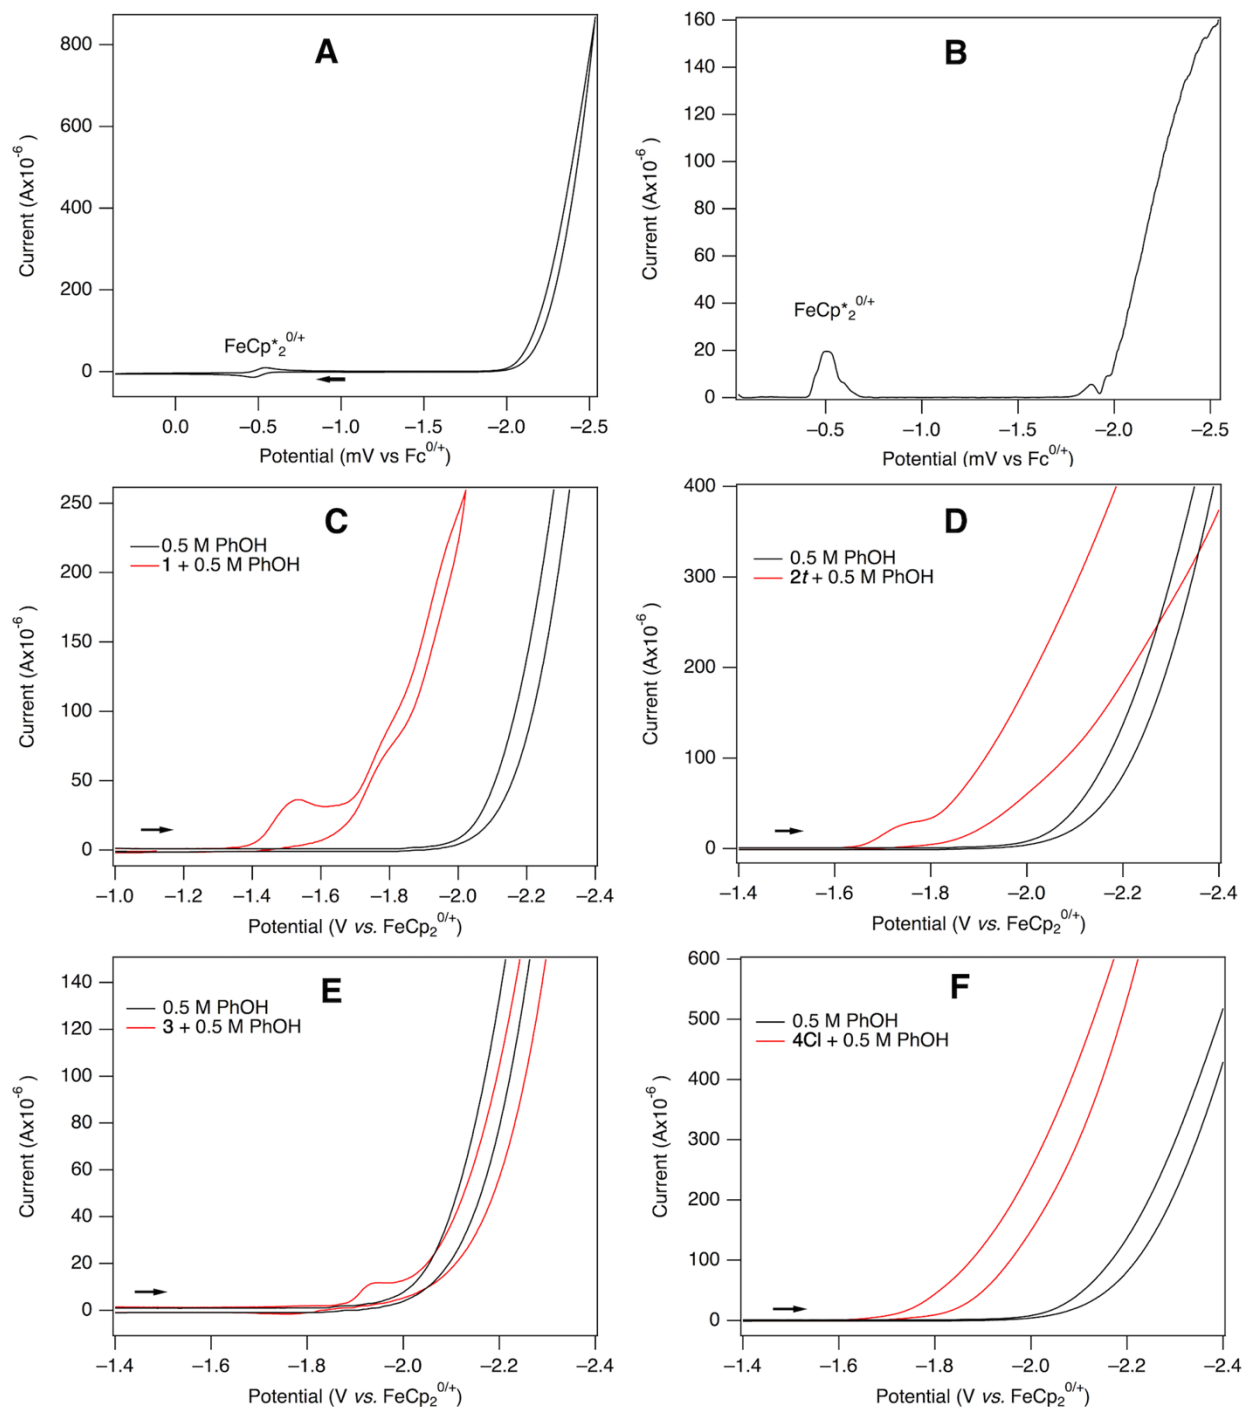 A
Current (Ax10⁻⁶ )
800
600
400
200
0
FeCp*₂⁰ᐟ⁺
0.0 −0.5 −1.0 −1.5 −2.0 −2.5
Potential (mV vs Fc⁰ᐟ⁺)
B
Current (Ax10⁻⁶ )
160
140
120
100
80
60
40
20
0
FeCp*₂⁰ᐟ⁺
−0.5 −1.0 −1.5 −2.0 −2.5
Potential (mV vs Fc⁰ᐟ⁺)
C
Current (Ax10⁻⁶ )
250
200
150
100
50
0
0.5 M PhOH
1 + 0.5 M PhOH
−1.0 −1.2 −1.4 −1.6 −1.8 −2.0 −2.2 −2.4
Potential (V vs. FeCp₂⁰ᐟ⁺)
D
Current (Ax10⁻⁶ )
400
300
200
100
0
0.5 M PhOH
2t + 0.5 M PhOH
−1.4 −1.6 −1.8 −2.0 −2.2 −2.4
Potential (V vs. FeCp₂⁰ᐟ⁺)
E
Current (Ax10⁻⁶ )
140
120
100
80
60
40
20
0
0.5 M PhOH
3 + 0.5 M PhOH
−1.4 −1.6 −1.8 −2.0 −2.2 −2.4
Potential (V vs. FeCp₂⁰ᐟ⁺)
F
Current (Ax10⁻⁶ )
600
500
400
300
200
100
0
0.5 M PhOH
4Cl + 0.5 M PhOH
−1.4 −1.6 −1.8 −2.0 −2.2 −2.4
Potential (V vs. FeCp₂⁰ᐟ⁺)